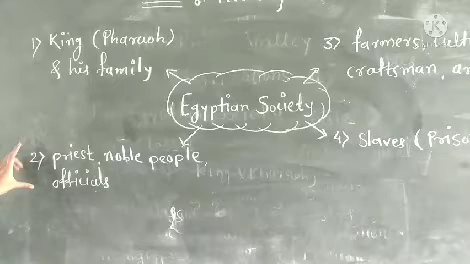 1) King (Pharaoh)
& his family
3) farmers,
craftsman,
Egyptian Society
2) priest, noble people,
officials
4) Slaves (Priso